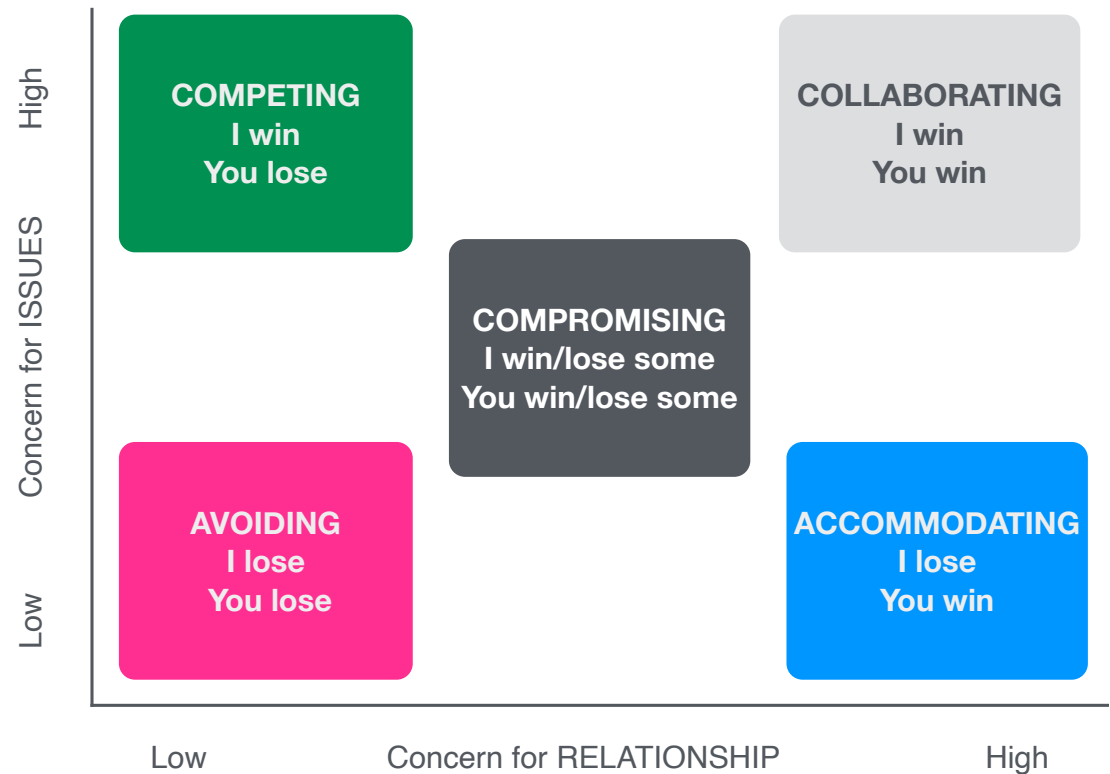 High
Concern for ISSUES
Low
COMPETING
I win
You lose
COLLABORATING
I win
You win
COMPROMISING
I win/lose some
You win/lose some
AVOIDING
I lose
You lose
ACCOMMODATING
I lose
You win
Low
Concern for RELATIONSHIP
High